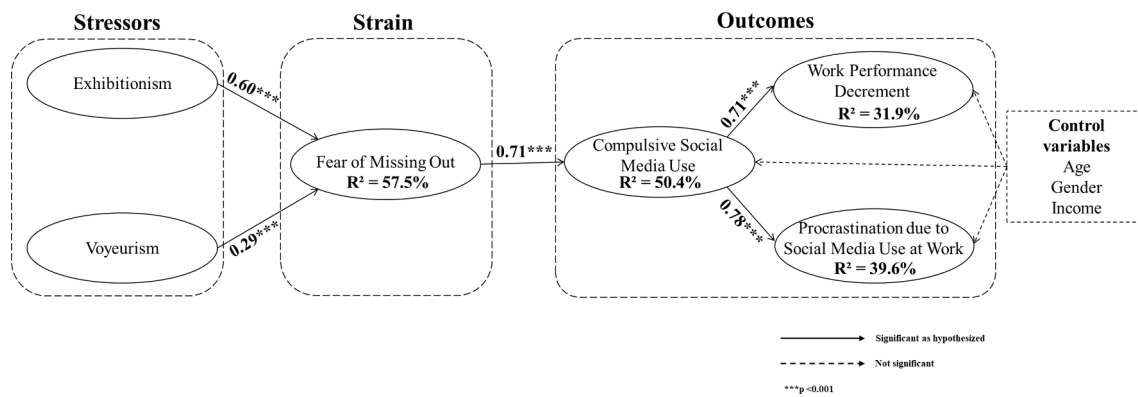 Stressors
Strain
Outcomes
Exhibitionism
0.60***
Voyeurism
0.29***
Fear of Missing Out
R² = 57.5%
0.71***
Compulsive Social
Media Use
R² = 50.4%
0.71***
Work Performance
Decrement
R² = 31.9%
0.78***
Procrastination due to
Social Media Use at Work
R² = 39.6%
Control
variables
Age
Gender
Income
Significant as hypothesized
Not significant
***p <0.001